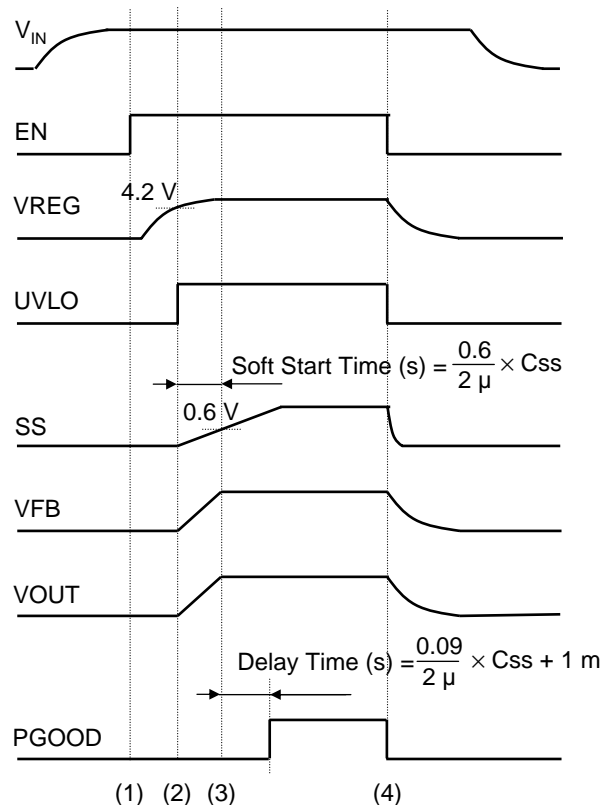 VIN
EN
4.2 V
VREG
UVLO
Soft Start Time (s) = 0.6 / 2 µ × Css
0.6 V
SS
VFB
VOUT
Delay Time (s) = 0.09 / 2 µ × Css + 1 m
PGOOD
(1) (2) (3) (4)